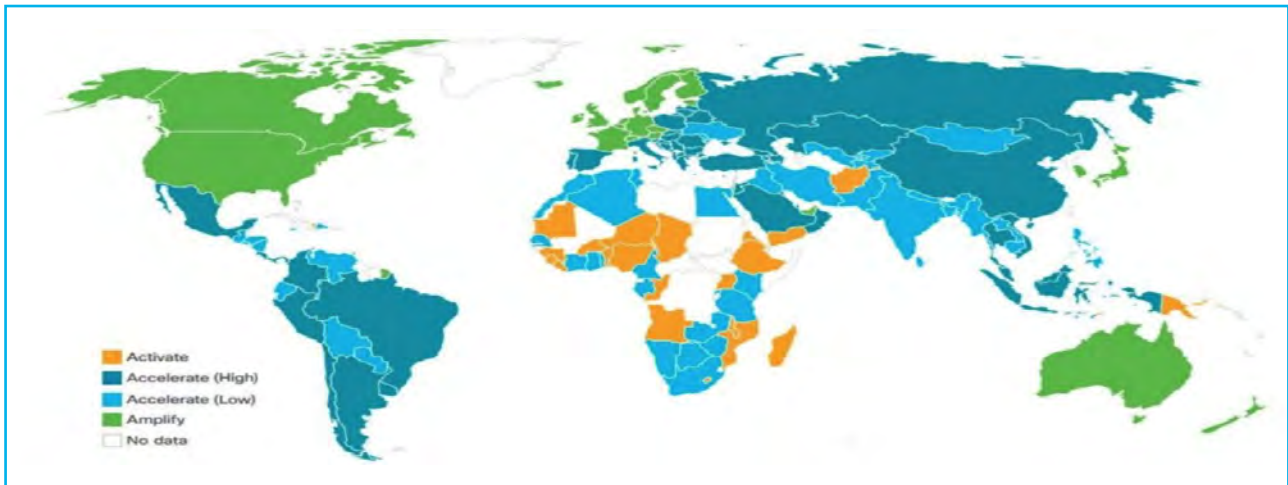 Activate
Accelerate (High)
Accelerate (Low)
Amplify
No data